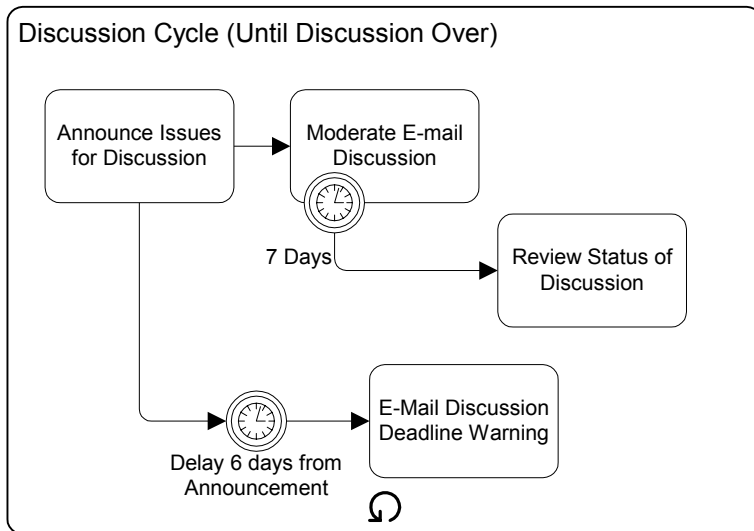 Discussion Cycle (Until Discussion Over)
Announce Issues
for Discussion
Moderate E-mail
Discussion
7 Days
Review Status of
Discussion
E-Mail Discussion
Deadline Warning
Delay 6 days from
Announcement